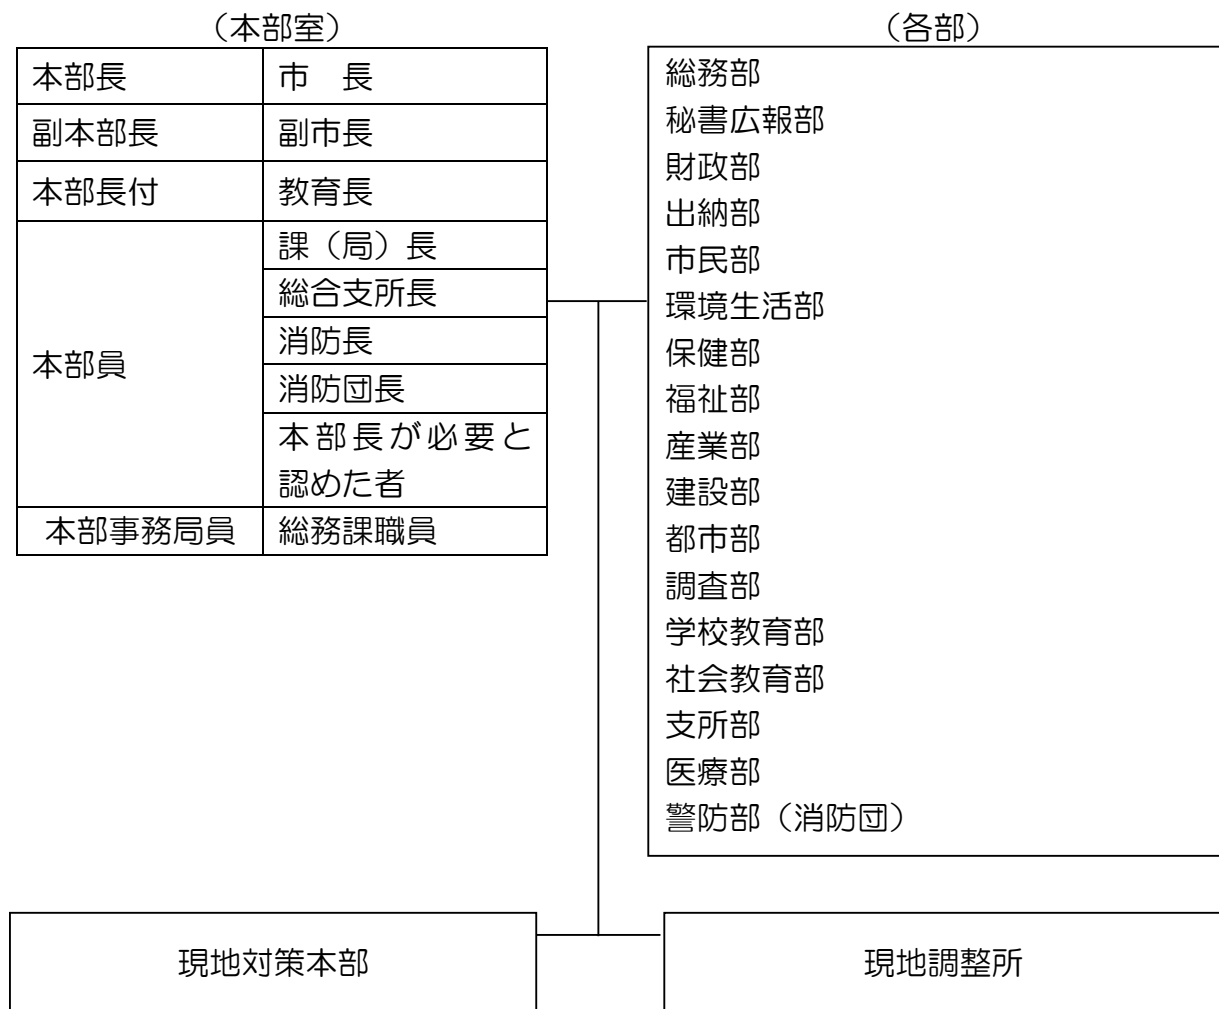 （本部室）
本部長 市　長
副本部長 副市長
本部長付 教育長
本部員 課（局）長
総合支所長
消防長
消防団長
本部長が必要と
認めた者
本部事務局員 総務課職員
（各部）
総務部
秘書広報部
財政部
出納部
市民部
環境生活部
保健部
福祉部
産業部
建設部
都市部
調査部
学校教育部
社会教育部
支所部
医療部
警防部（消防団）
現地対策本部
現地調整所